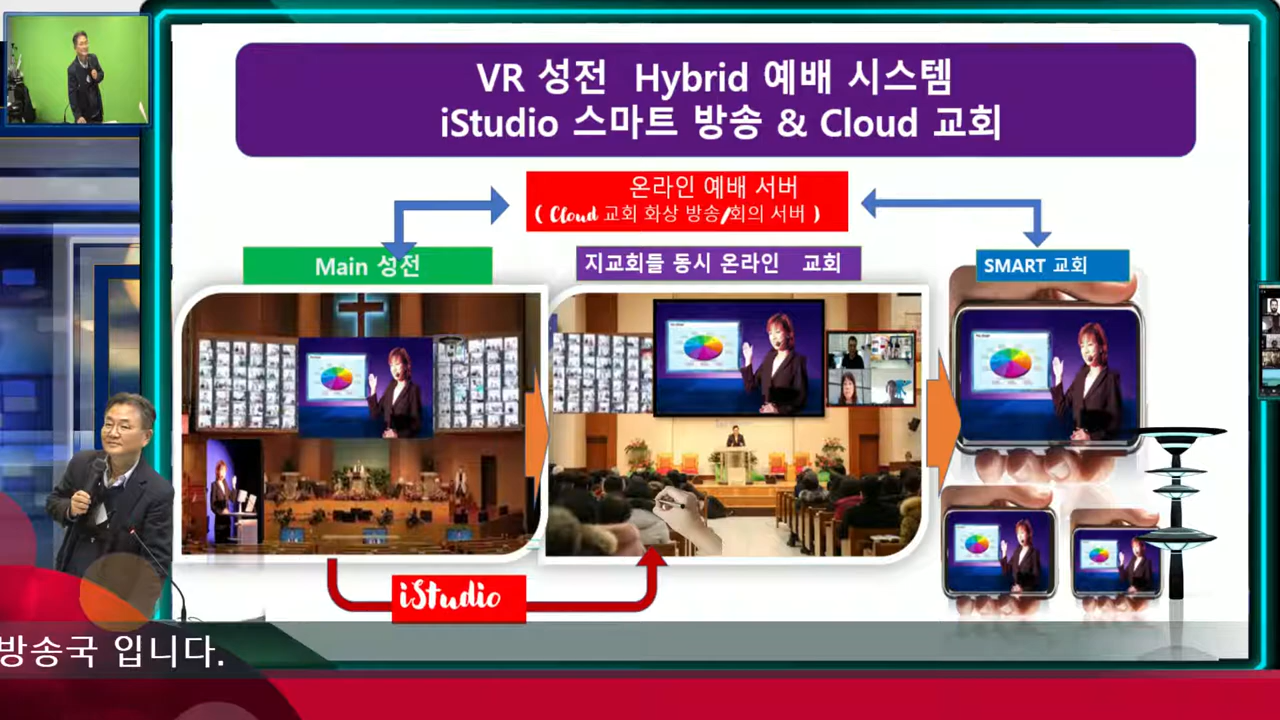 VR 성전 Hybrid 예배 시스템
iStudio 스마트 방송 & Cloud 교회
온라인 예배 서버
( Cloud 교회 화상 방송/회의 서버 )
Main 성전
지교회들 동시 온라인 교회
SMART 교회
iStudio
방송국 입니다.